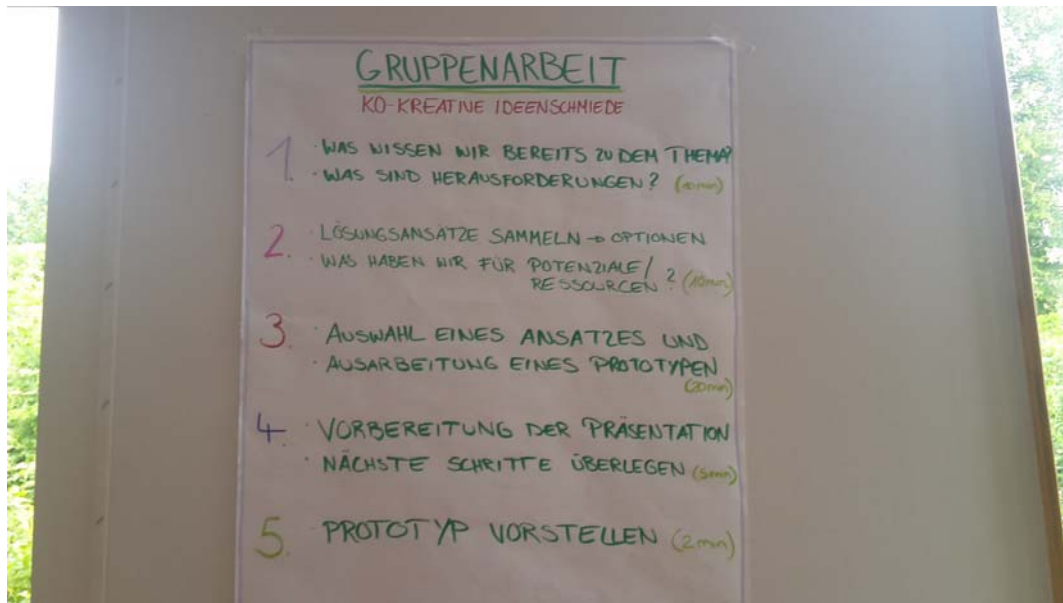 GRUPPENARBEIT
KO-KREATIVE IDEENSCHMIEDE
1. · WAS WISSEN WIR BEREITS ZU DEM THEMA?
· WAS SIND HERAUSFORDERUNGEN? (10min)
2. · LÖSUNGSANSÄTZE SAMMELN → OPTIONEN
· WAS HABEN WIR FÜR POTENZIALE/
RESSOURCEN? (10min)
3. · AUSWAHL EINES ANSATZES UND
· AUSARBEITUNG EINES PROTOTYPEN
(20min)
4. · VORBEREITUNG DER PRÄSENTATION
· NÄCHSTE SCHRITTE ÜBERLEGEN (5min)
5. · PROTOTYP VORSTELLEN (2min)